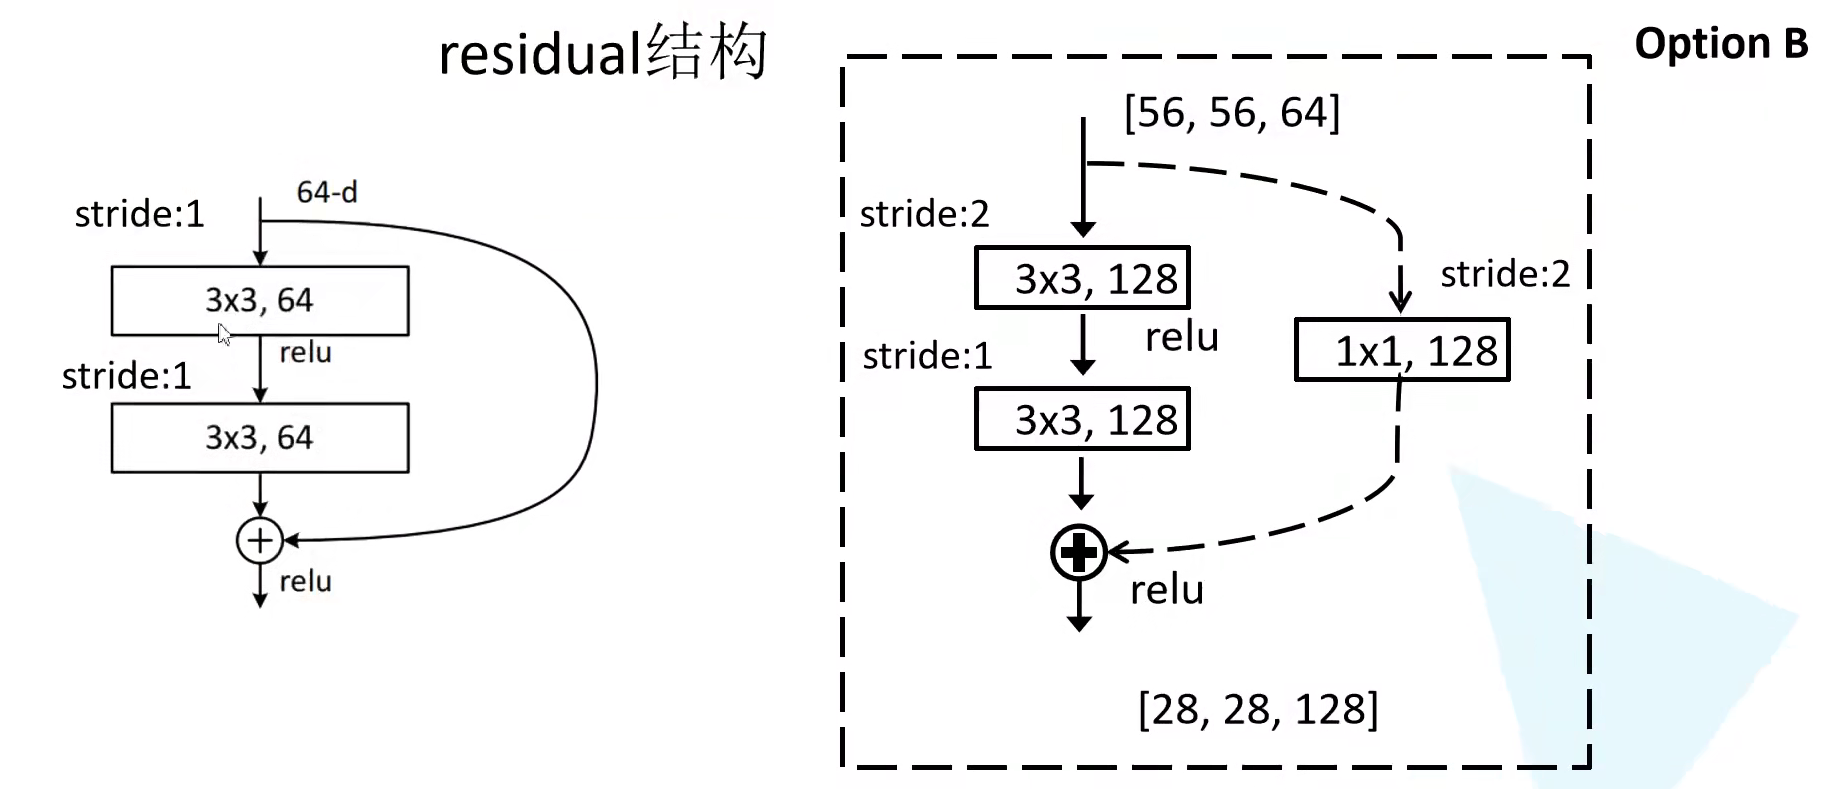 residual结构
Option B
64-d
stride:1
3x3, 64
relu
stride:1
3x3, 64
relu
[56, 56, 64]
stride:2
3x3, 128
stride:2
relu
1x1, 128
stride:1
3x3, 128
relu
[28, 28, 128]